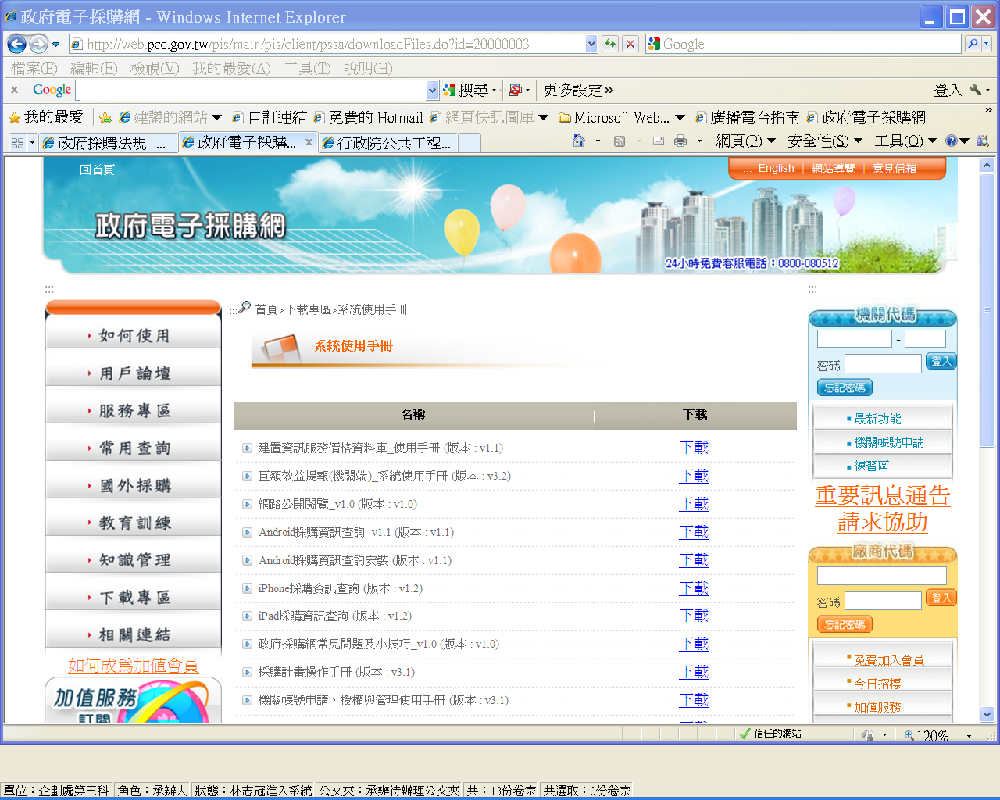 政府電子採購網 - Windows Internet Explorer
http://web.pcc.gov.tw/pis/main/pis/client/pssa/downloadFiles.do?id=20000003
Google
檔案(F) 編輯(E) 檢視(V) 我的最愛(A) 工具(T) 說明(H)
x Google 搜尋 更多設定 » 登入
我的最愛 建議的網站 自訂連結 免費的 Hotmail 網頁快訊圖庫 Microsoft Web... 廣播電台指南 政府電子採購網 »
政府採購法規--... 政府電子採購... x 行政院公共工程... 網頁(P) 安全性(S) 工具(O)
回首頁
::: English | 網站導覽 | 意見信箱
政府電子採購網
24小時免費客服電話：0800-080512
:::
如何使用
用戶論壇
服務專區
常用查詢
國外採購
教育訓練
知識管理
下載專區
相關連結
如何成為加值會員
加值服務
訂閱
:::首頁>下載專區>系統使用手冊
系統使用手冊
名稱 | 下載
建置資訊服務價格資料庫_使用手冊 (版本 : v1.1) 下載
巨額效益提報(機關端)_系統使用手冊 (版本 : v3.2) 下載
網路公開閱覽_v1.0 (版本 : v1.0) 下載
Android採購資訊查詢_v1.1 (版本 : v1.1) 下載
Android採購資訊查詢安裝 (版本 : v1.1) 下載
iPhone採購資訊查詢 (版本 : v1.2) 下載
iPad採購資訊查詢 (版本 : v1.2) 下載
政府採購網常見問題及小技巧_v1.0 (版本 : v1.0) 下載
採購計畫操作手冊 (版本 : v3.1) 下載
機關帳號申請、授權與管理使用手冊 (版本 : v3.1) 下載
:::
機關代碼
-
密碼 登入
忘記密碼
最新功能
機關帳號申請
練習區
重要訊息通告
請求協助
廠商代碼
密碼 登入
忘記密碼
免費加入會員
今日招標
加值服務
信任的網站 120%
單位：企劃處第三科 角色：承辦人 狀態：林志冠進入系統 公文夾：承辦待辦理公文夾 共：13份卷宗 共選取：0份卷宗